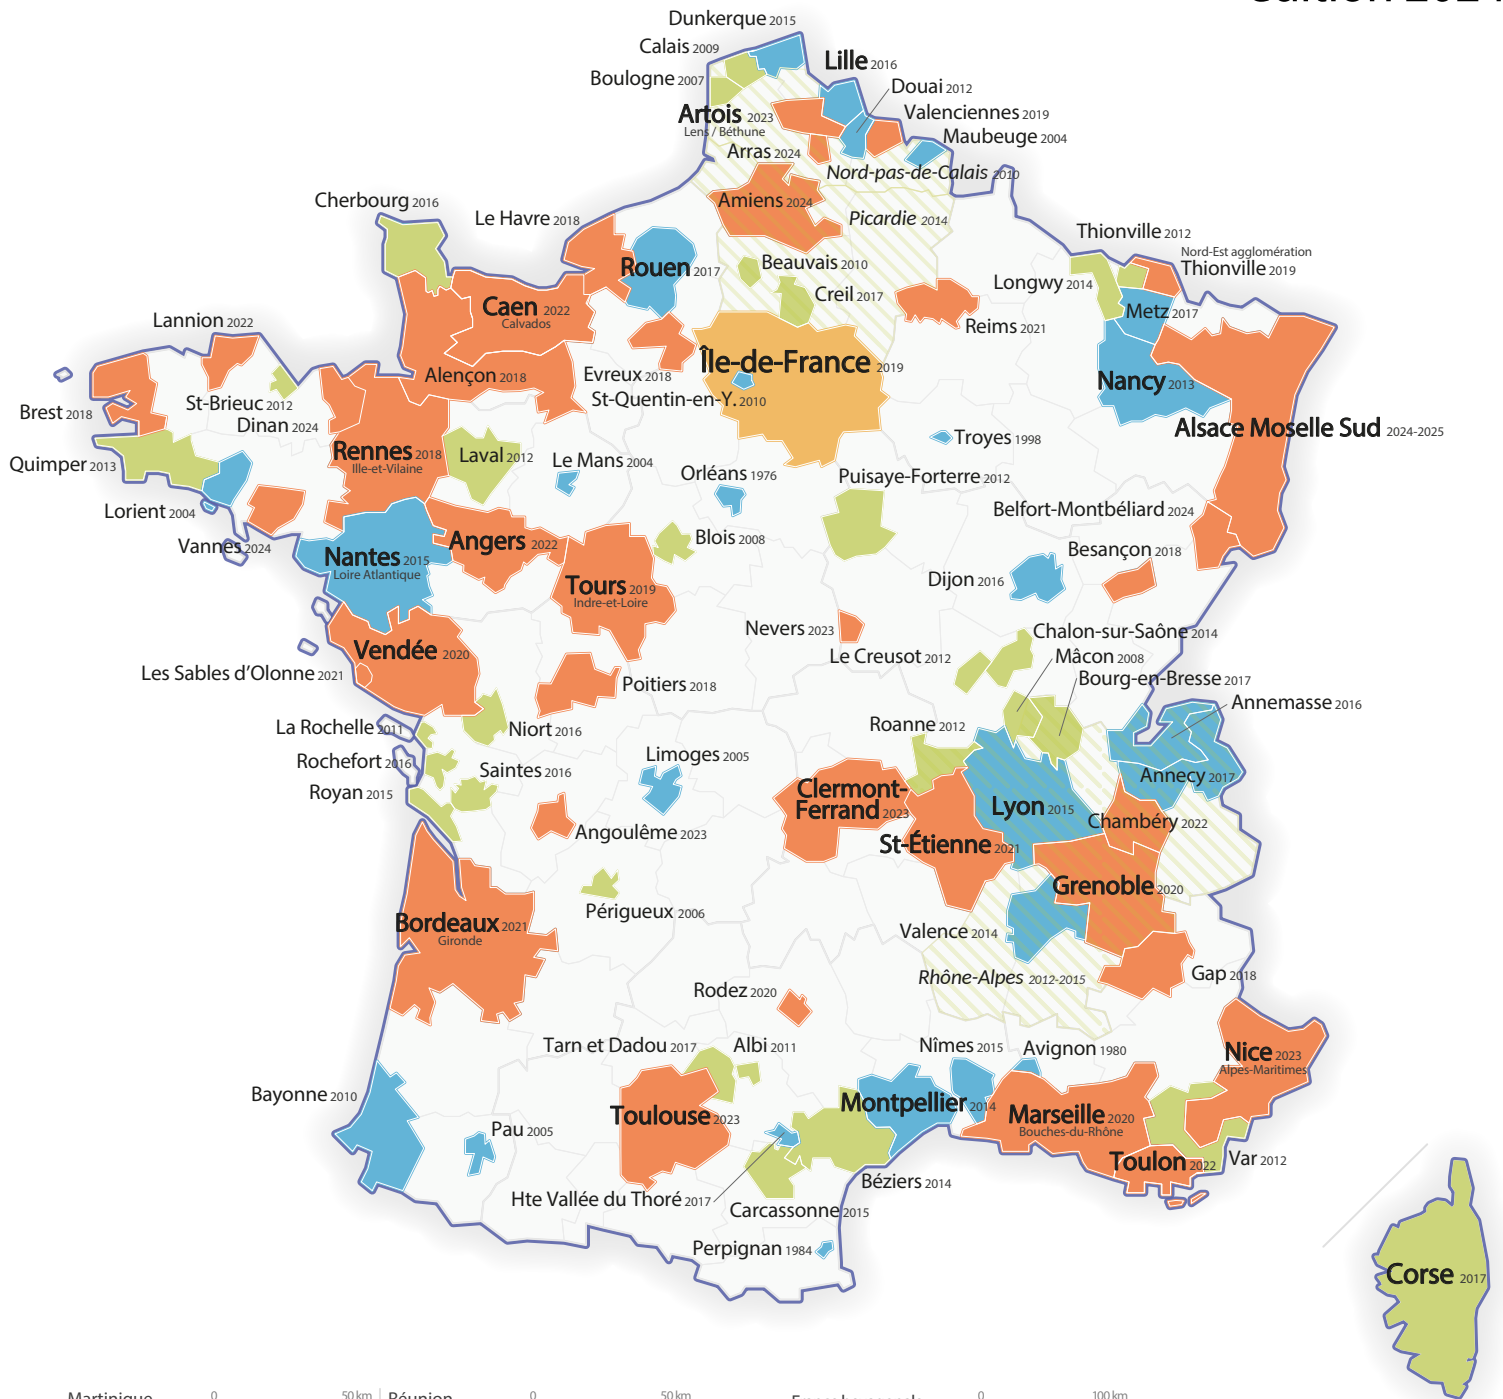 Dunkerque 2015
Calais 2009
Lille 2016
Boulogne 2007
Douai 2012
Artois 2023
Lens / Béthune
Valenciennes 2019
Maubeuge 2004
Arras 2024
Nord-pas-de-Calais 2010
Cherbourg 2016
Le Havre 2018
Amiens 2024
Picardie 2014
Thionville 2012
Nord-Est agglomération
Thionville 2019
Rouen 2017
Beauvais 2010
Longwy 2014
Creil 2017
Caen 2022
Calvados
Metz 2017
Lannion 2022
Reims 2021
Île-de-France 2019
Alençon 2018
Evreux 2018
Nancy 2013
St-Quentin-en-Y. 2010
St-Brieuc 2012
Brest 2018
Dinan 2024
Alsace Moselle Sud 2024-2025
Troyes 1998
Rennes 2018
Ille-et-Vilaine
Laval 2012
Le Mans 2004
Quimper 2013
Orléans 1976
Puisaye-Forterre 2012
Lorient 2004
Belfort-Montbéliard 2024
Vannes 2024
Angers 2022
Blois 2008
Besançon 2018
Nantes 2015
Loire Atlantique
Dijon 2016
Tours 2019
Indre-et-Loire
Nevers 2023
Chalon-sur-Saône 2014
Vendée 2020
Le Creusot 2012
Mâcon 2008
Les Sables d’Olonne 2021
Bourg-en-Bresse 2017
Poitiers 2018
Annemasse 2016
La Rochelle 2011
Niort 2016
Roanne 2012
Rochefort 2016
Limoges 2005
Saintes 2016
Annecy 2017
Royan 2015
Clermont-
Ferrand 2023
Lyon 2015
Chambéry 2022
Angoulême 2023
St-Étienne 2021
Grenoble 2020
Périgueux 2006
Bordeaux 2021
Gironde
Valence 2014
Rhône-Alpes 2012-2015
Gap 2018
Rodez 2020
Tarn et Dadou 2017
Albi 2011
Nîmes 2015
Avignon 1980
Nice 2023
Alpes-Maritimes
Bayonne 2010
Montpellier 2014
Toulouse 2023
Marseille 2020
Bouches-du-Rhône
Pau 2005
Toulon 2022
Var 2012
Béziers 2014
Hte Vallée du Thoré 2017
Carcassonne 2015
Perpignan 1984
Corse 2017
Martinique 0 50 km Réunion 0 50 km 0 100 km